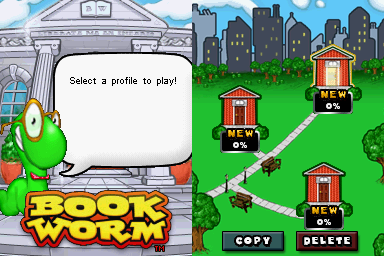 B W
Select a profile to play!
BOOK
WORM
TM
NEW
0%
NEW
0%
NEW
0%
COPY
DELETE